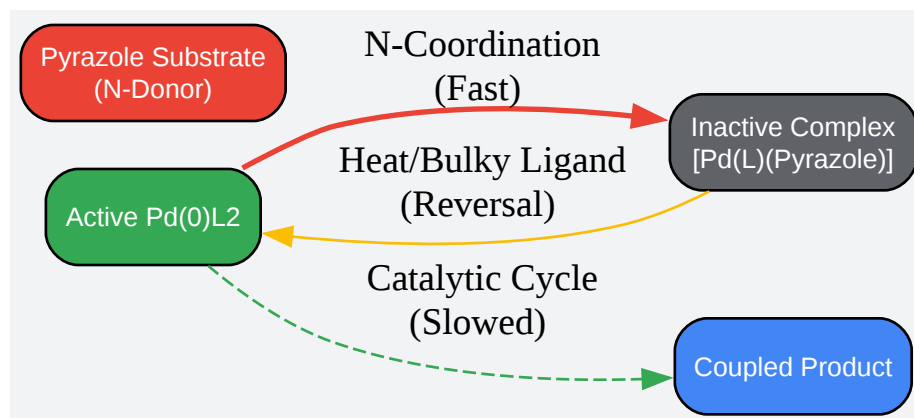 Pyrazole Substrate
(N-Donor)
N-Coordination
(Fast)
Inactive Complex
[Pd(L)(Pyrazole)]
Heat/Bulky Ligand
(Reversal)
Active Pd(0)L2
Catalytic Cycle
(Slowed)
Coupled Product